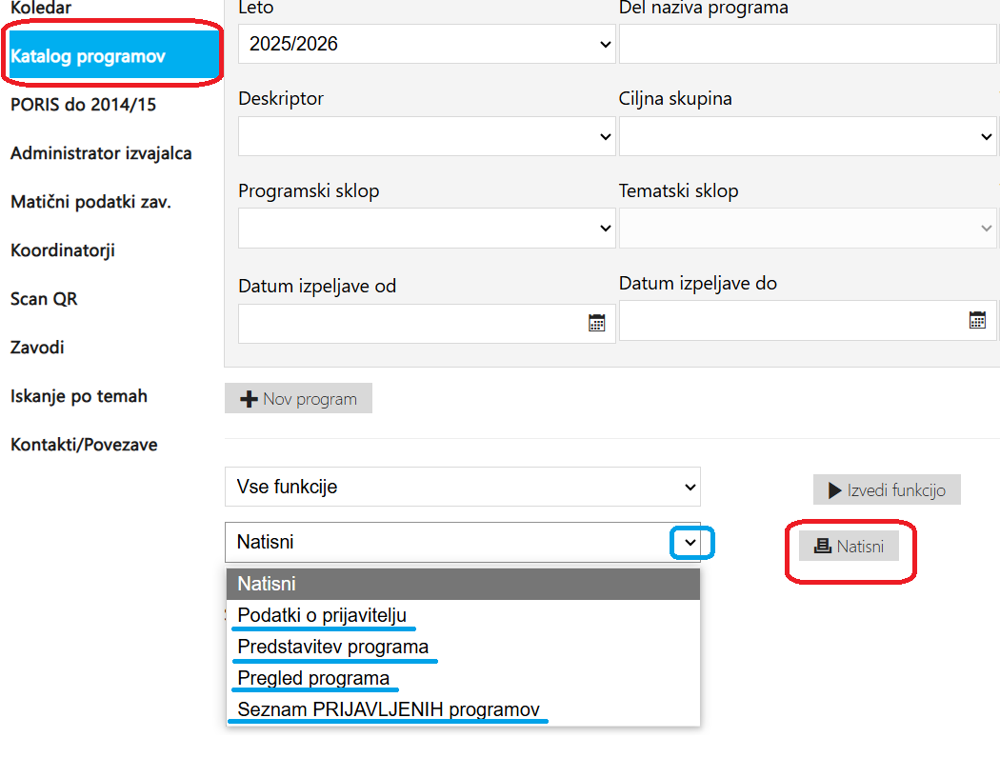 Koledar
Katalog programov
PORIS do 2014/15
Administrator izvajalca
Matični podatki zav.
Koordinatorji
Scan QR
Zavodi
Iskanje po temah
Kontakti/Povezave
Leto
Del naziva programa
2025/2026
Deskriptor
Ciljna skupina
Programski sklop
Tematski sklop
Datum izpeljave od
Datum izpeljave do
Nov program
Vse funkcije
Izvedi funkcijo
Natisni
Natisni
Natisni
Podatki o prijavitelju
Predstavitev programa
Pregled programa
Seznam PRIJAVLJENIH programov